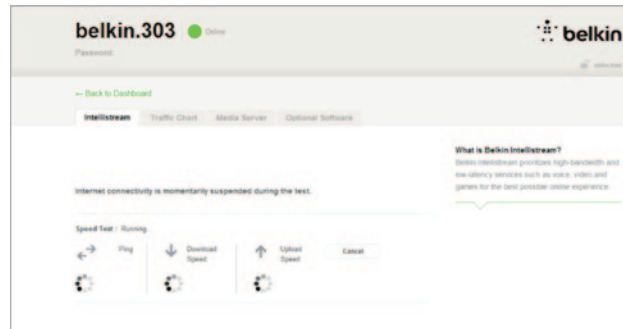 belkin.303 Online
Password:
belkin
← Back to Dashboard
Intellistream Traffic Chart Media Server Optional Software
What is Belkin Intellistream?
Belkin Intellistream prioritizes high-bandwidth and
low-latency services such as voice, video and
games for the best possible online experience
Internet connectivity is momentarily suspended during the test.
Speed Test : Running
Ping Download Speed Upload Speed Cancel